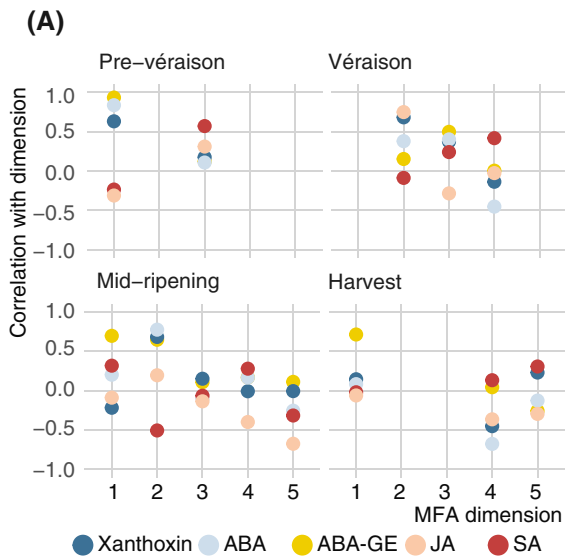 (A)
Pre−véraison Véraison
1.0
0.5
0.0
−0.5
−1.0
Correlation with dimension
Mid−ripening Harvest
1.0
0.5
0.0
−0.5
−1.0
1 2 3 4 5 1 2 3 4 5
MFA dimension
Xanthoxin ABA ABA-GE JA SA